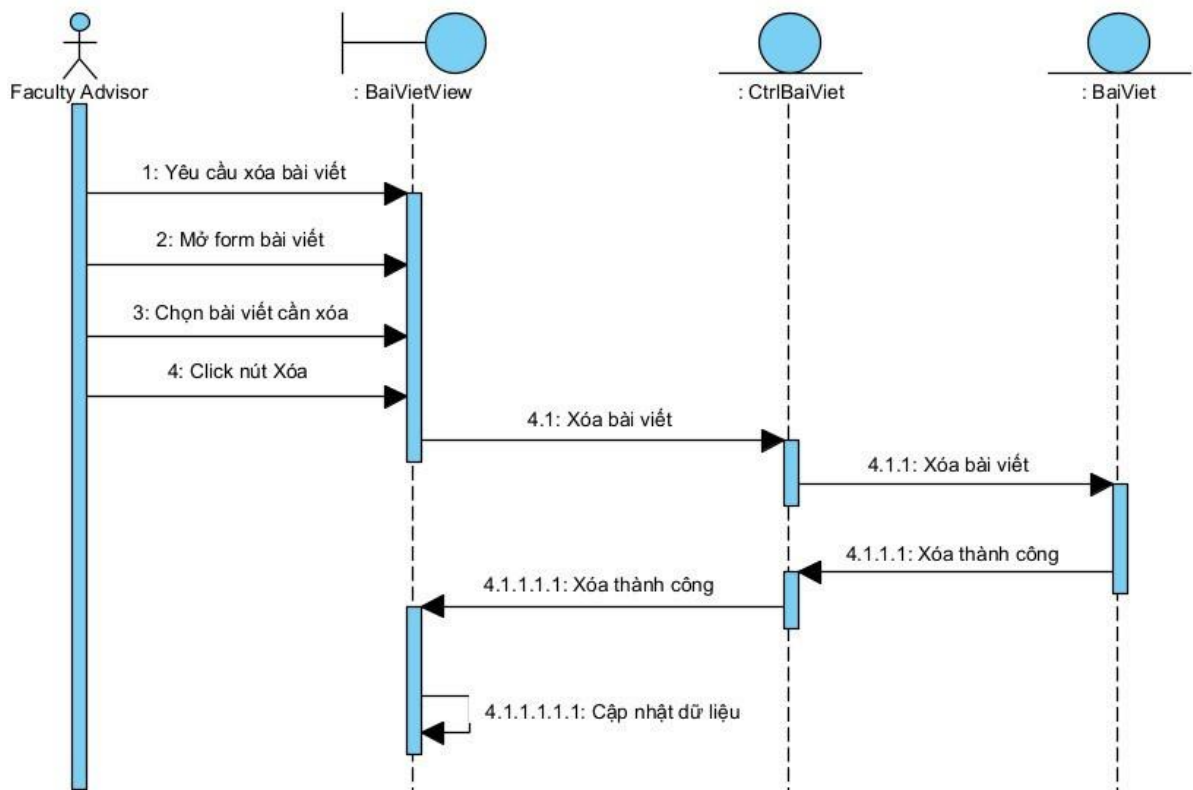 Faculty Advisor
: BaiVietView
: CtrlBaiViet
: BaiViet
1: Yêu cầu xóa bài viết
2: Mở form bài viết
3: Chọn bài viết cần xóa
4: Click nút Xóa
4.1: Xóa bài viết
4.1.1: Xóa bài viết
4.1.1.1: Xóa thành công
4.1.1.1.1: Xóa thành công
4.1.1.1.1.1: Cập nhật dữ liệu